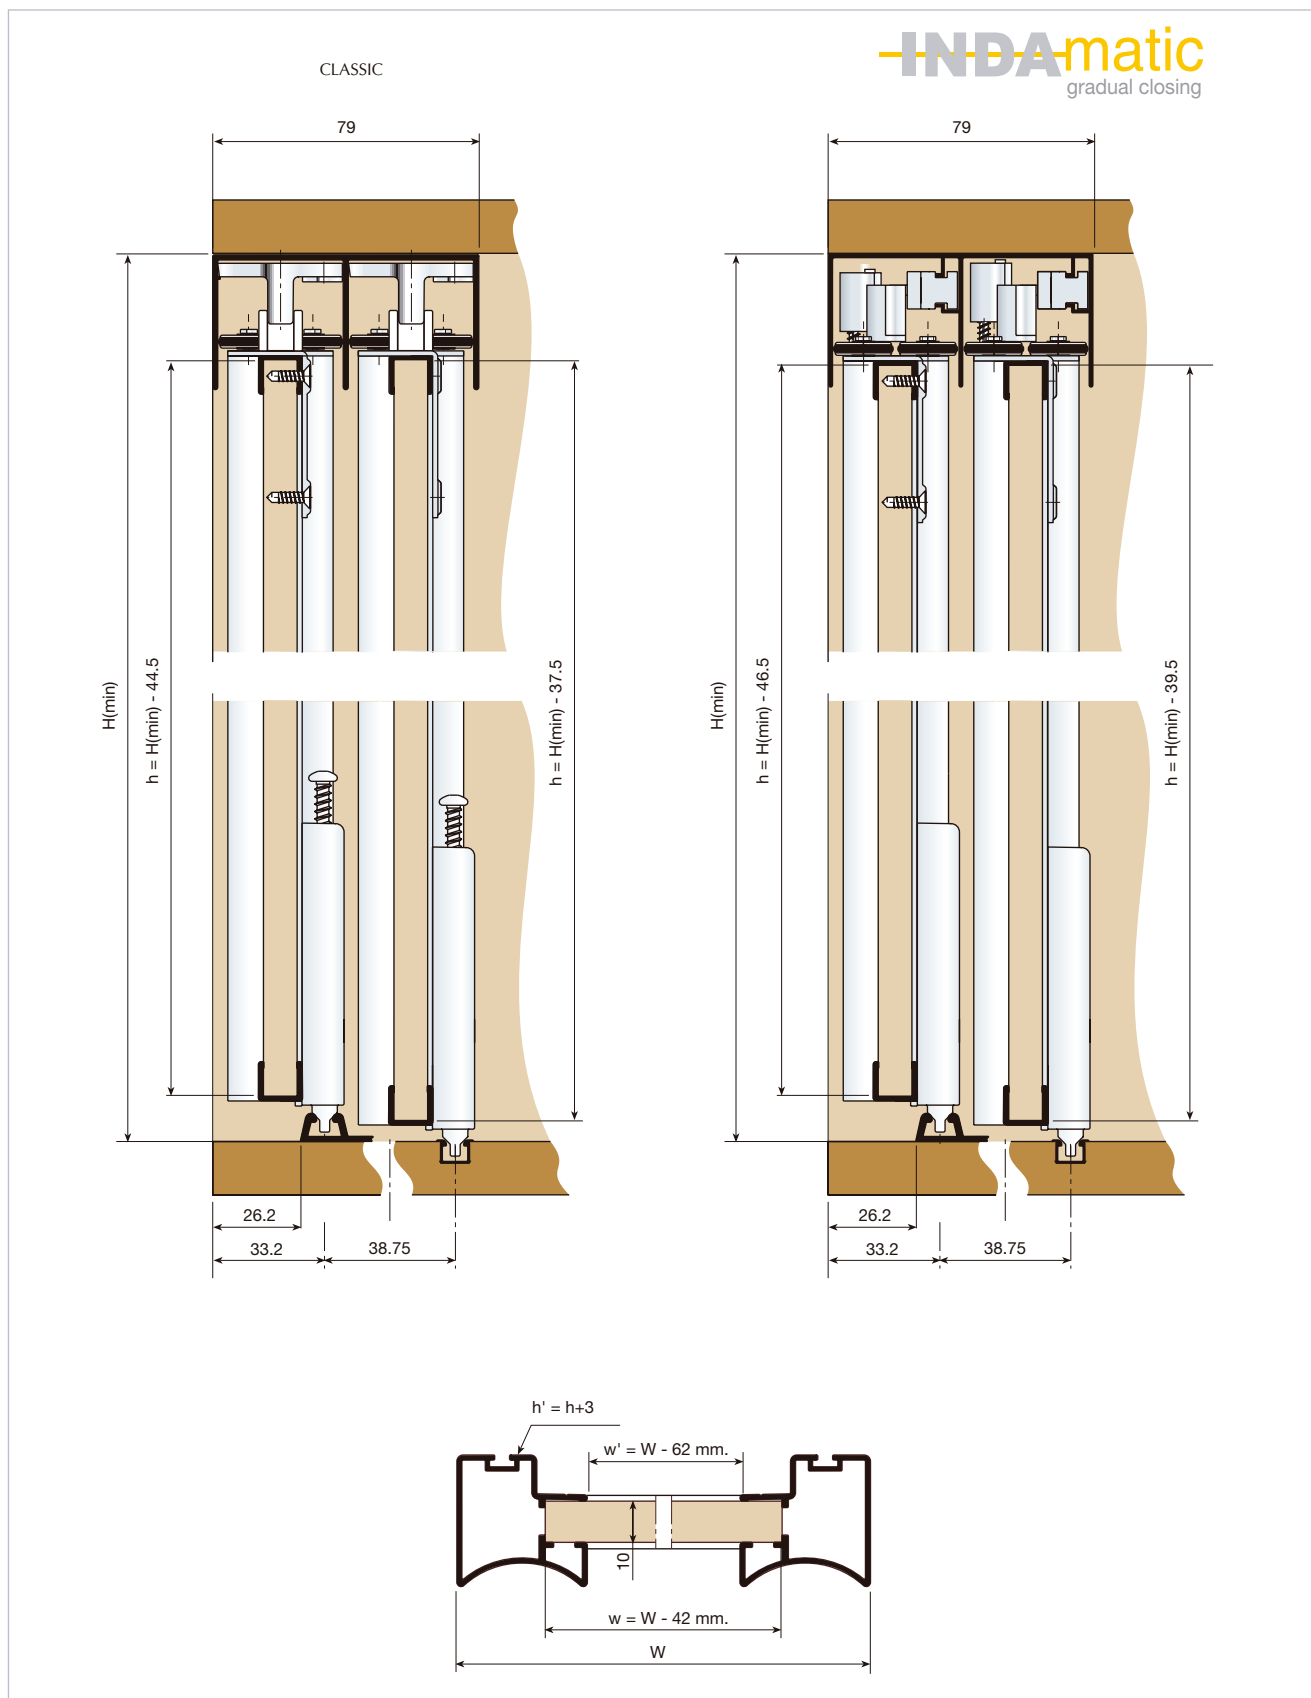 CLASSIC
INDAmatic
gradual closing
79
79
H(min)
h = H(min) - 44.5
h = H(min) - 37.5
H(min)
h = H(min) - 46.5
h = H(min) - 39.5
26.2
33.2
38.75
26.2
33.2
38.75
h' = h+3
w' = W - 62 mm.
10
w = W - 42 mm.
W